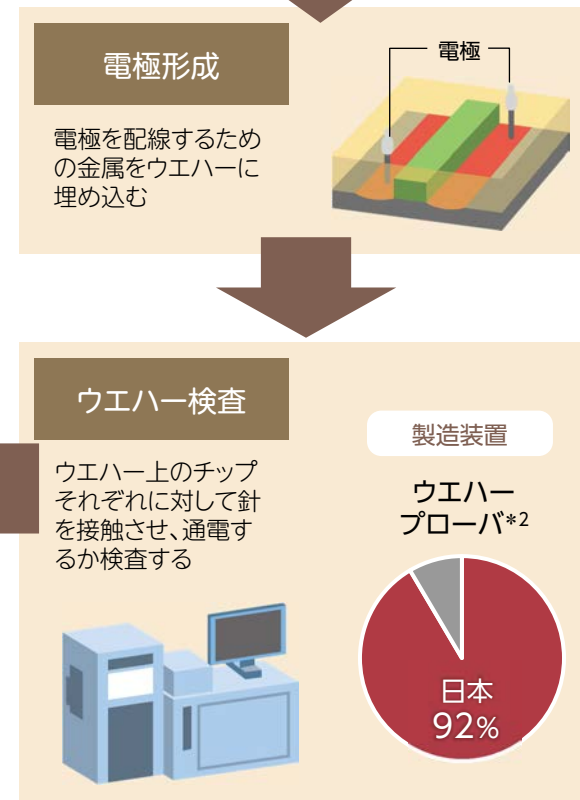 電極形成
電極
電極を配線するため
の金属をウエハーに
埋め込む
ウエハー検査
ウエハー上のチップ
それぞれに対して針
を接触させ、通電す
るか検査する
製造装置
ウエハー
プローバ*2
日本
92%